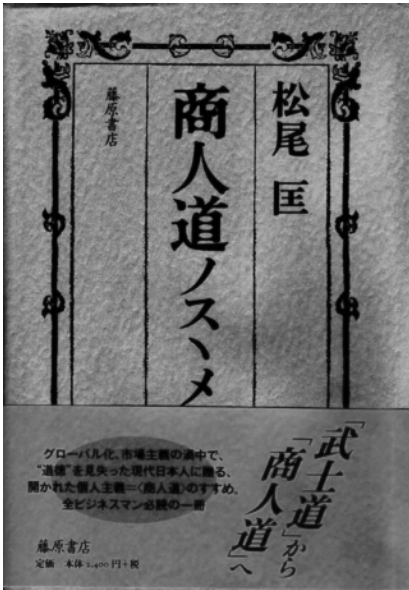 松尾 匡
商人道ノスヽメ
藤原書店
「武士道」から
「商人道」へ
グローバル化、市場主義の渦中で、
“道徳”を見失った現代日本人に贈る、
開かれた個人主義=〈商人道〉のすすめ。
全ビジネスマン必読の一冊
藤原書店
定価 本体2,400円+税